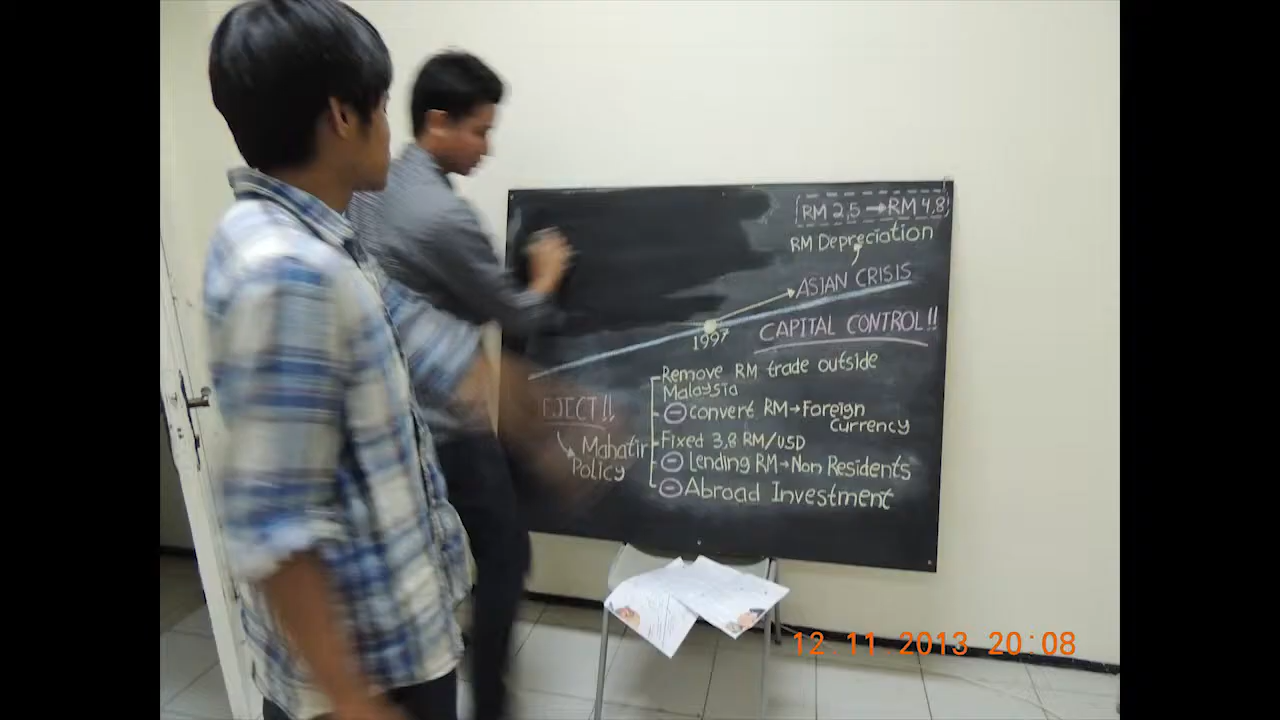 RM 2,5 → RM 4,8
RM Depreciation
ASIAN CRISIS
1997
CAPITAL CONTROL!!
EJECT!!
Mahatir
Policy
Remove RM trade outside
Malaysia
⊖ convert RM→Foreign
Currency
Fixed 3,8 RM/USD
⊖ Lending RM→Non Residents
⊖ Abroad Investment
12.11.2013 20:08